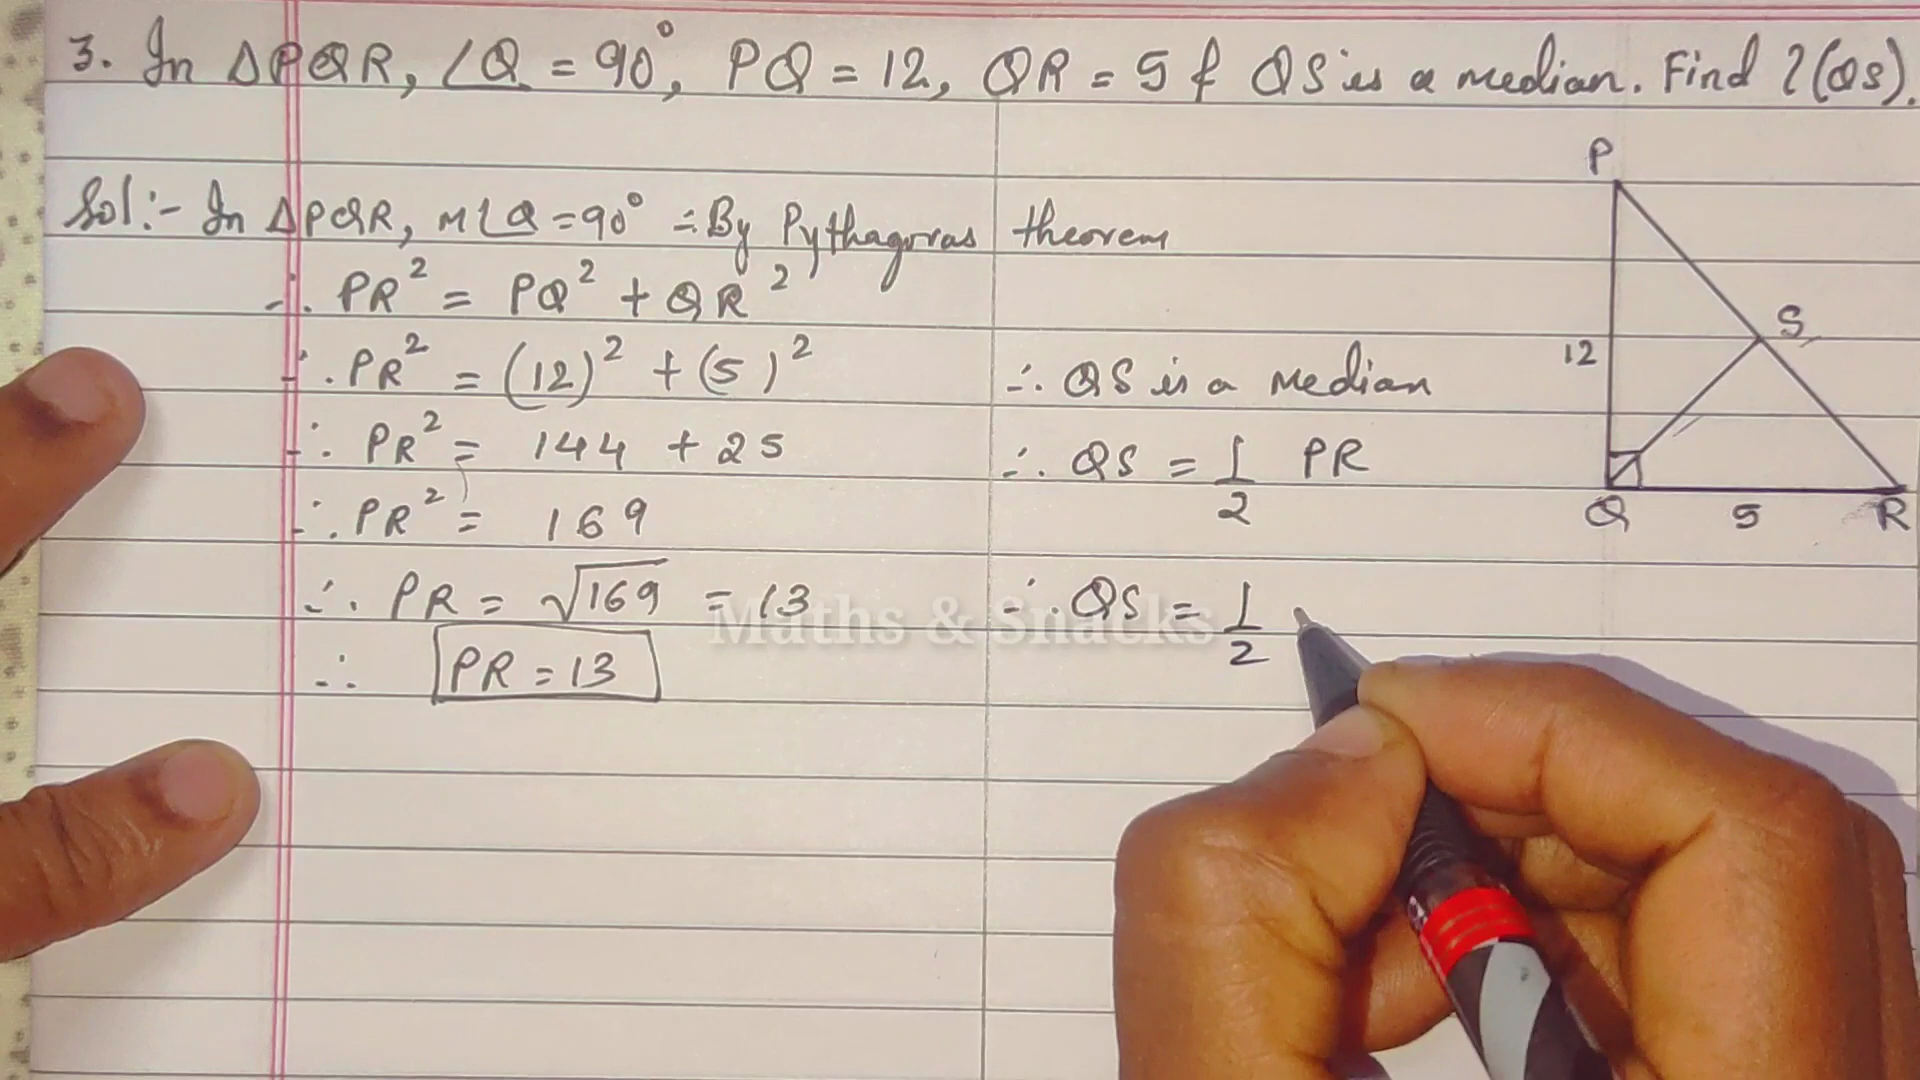 3. In △PQR, ∠Q = 90°, PQ = 12, QR = 5 & QS is a median. Find l(QS).
Sol:- In △PQR, m∠Q = 90° ∴ By Pythagoras theorem
∴ PR² = PQ² + QR²
∴ PR² = (12)² + (5)²
∴ PR² = 144 + 25
∴ PR² = 169
∴ PR = √169 = 13
∴ PR = 13
∴ QS is a median
∴ QS = 1/2 PR
∴ QS = 1/2
P
S
12
Q
5
R
Maths & Snacks